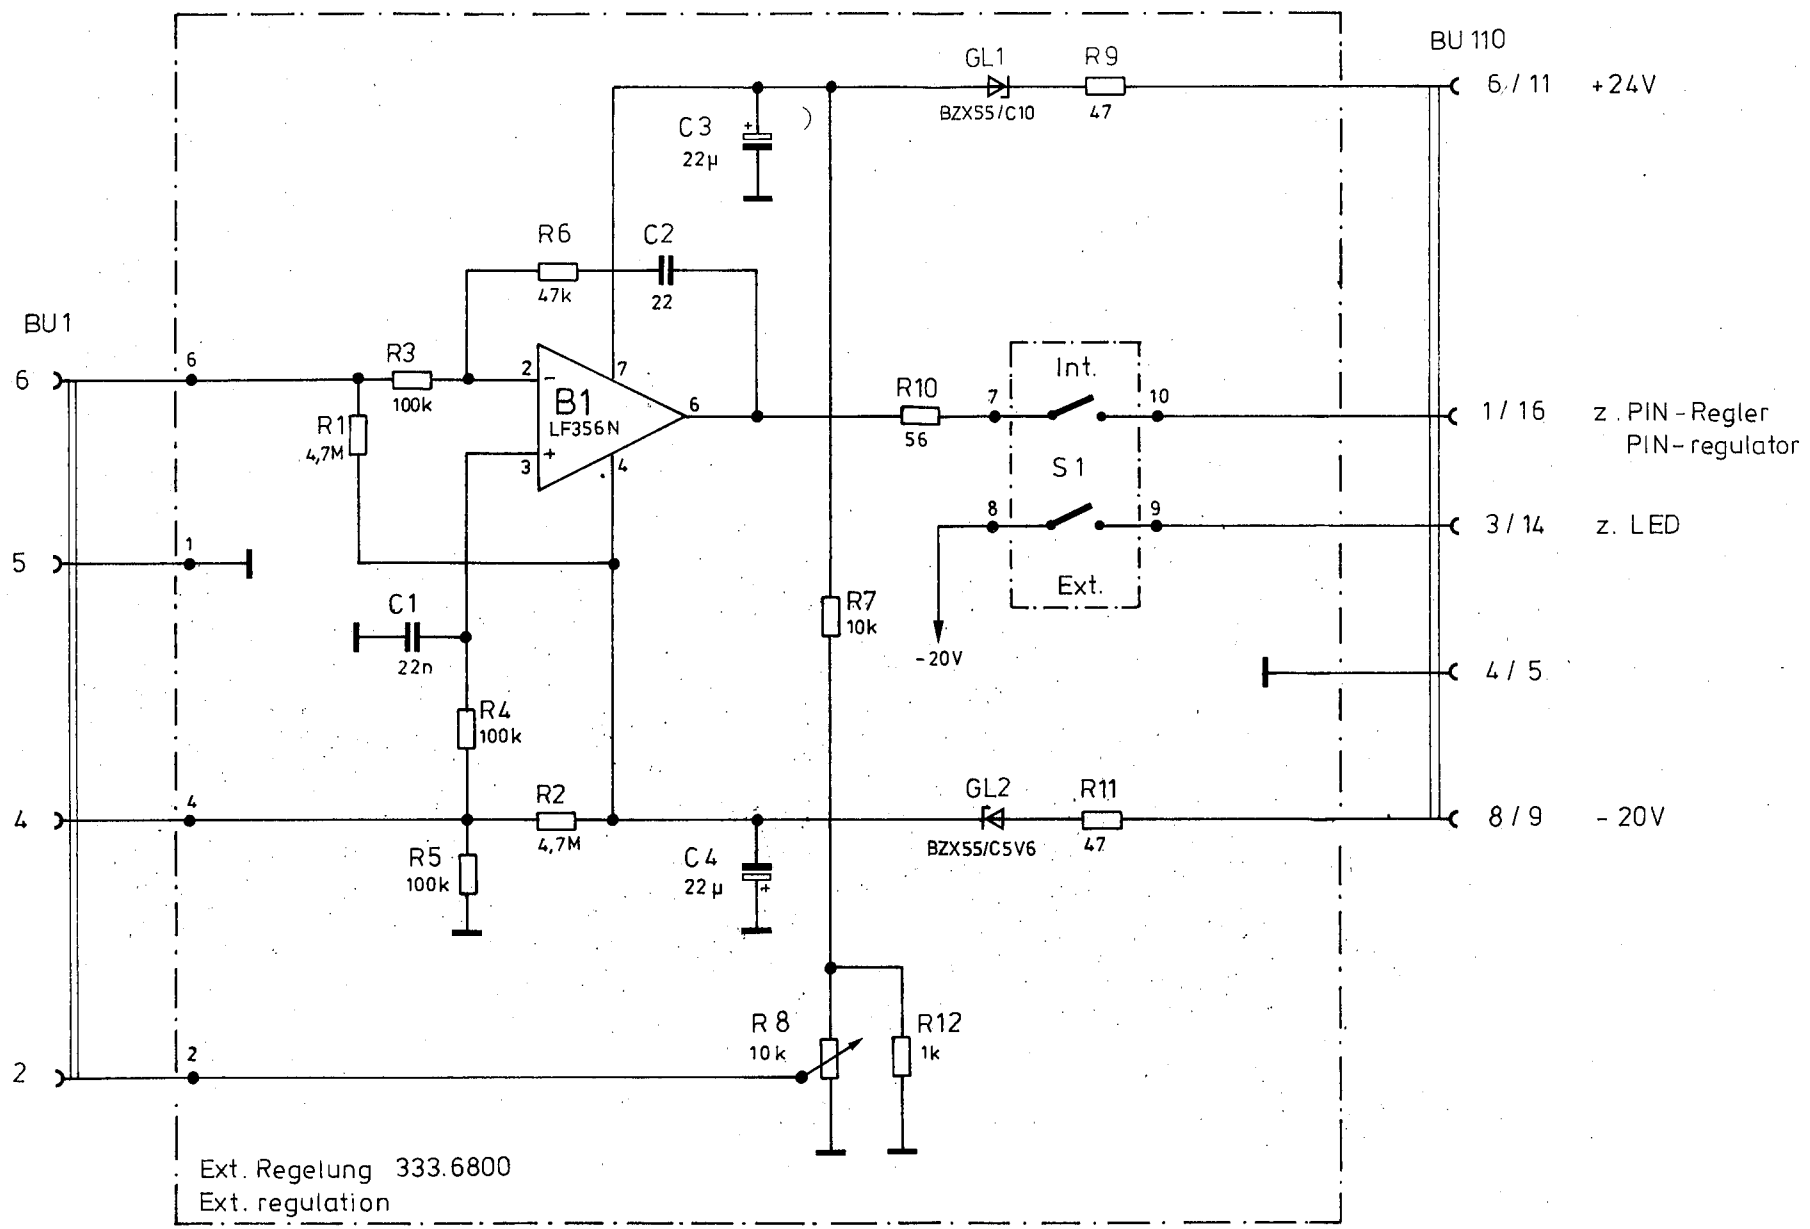 BU 110
GL1
R9
6 / 11 +24V
BZX55/C10
47
C3
+
)
22µ
R6
C2
47k
22
BU1
6
6
R3
2
−
7
Int.
100k
B1
LF356N
6
R10
7
10
1 / 16 z. PIN-Regler
PIN-regulator
R1
4,7M
56
3
+
4
S1
8
9
3 / 14 z. LED
5
1
Ext.
C1
R7
10k
22n
-20V
4 / 5
R4
100k
GL2
R11
4
4
R2
8 / 9 - 20V
4,7M
BZX55/C5V6
47
R5
100k
C4
22µ
+
R8
10k
R12
1k
2
2
Ext. Regelung 333.6800
Ext. regulation